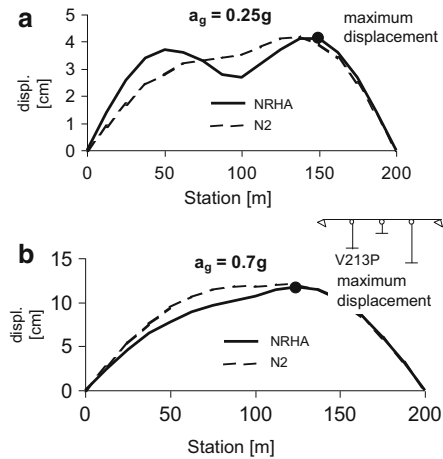 a
a_g = 0.25g
maximum
displacement
displ.
[cm]
5
4
3
2
1
0
NRHA
N2
0 50 100 150 200
Station [m]
V213P
b
a_g = 0.7g
maximum
displacement
displ.
[cm]
15
10
5
0
NRHA
N2
0 50 100 150 200
Station [m]